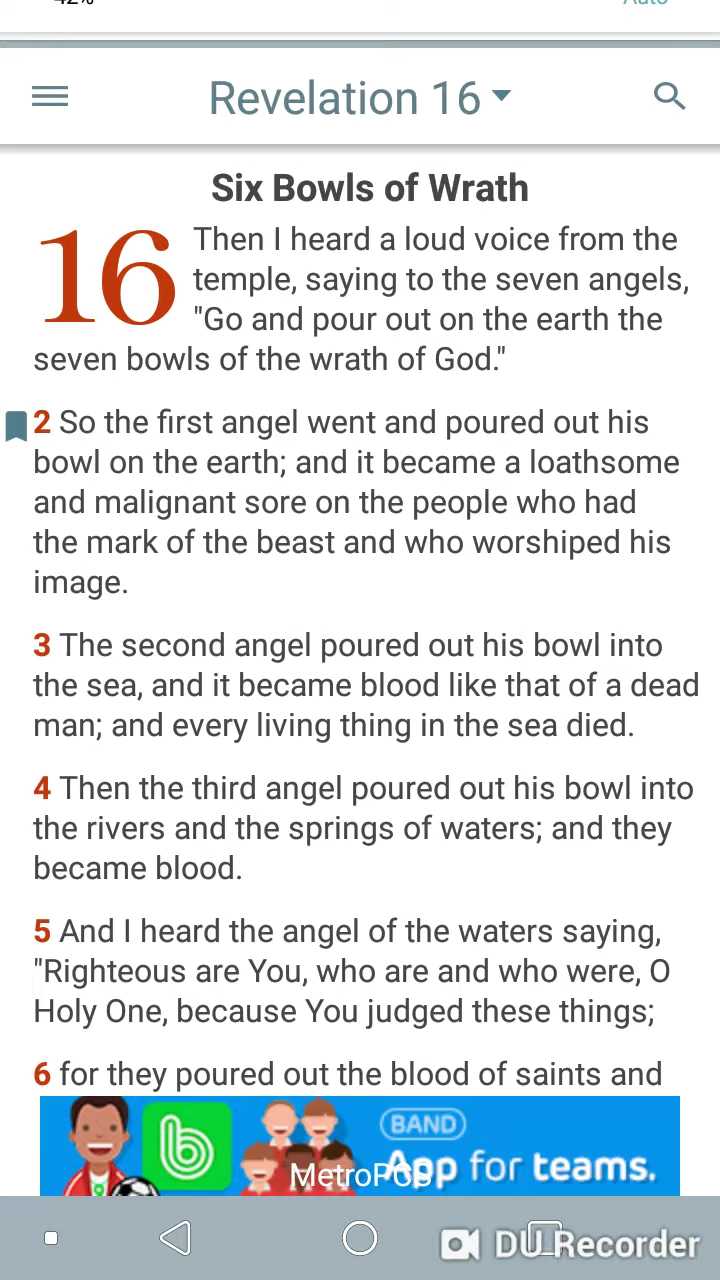 42%
Auto
Revelation 16
Six Bowls of Wrath
16 Then I heard a loud voice from the
temple, saying to the seven angels,
"Go and pour out on the earth the
seven bowls of the wrath of God."
2 So the first angel went and poured out his
bowl on the earth; and it became a loathsome
and malignant sore on the people who had
the mark of the beast and who worshiped his
image.
3 The second angel poured out his bowl into
the sea, and it became blood like that of a dead
man; and every living thing in the sea died.
4 Then the third angel poured out his bowl into
the rivers and the springs of waters; and they
became blood.
5 And I heard the angel of the waters saying,
"Righteous are You, who are and who were, O
Holy One, because You judged these things;
6 for they poured out the blood of saints and
BAND
App for teams.
MetroPCS
DU Recorder